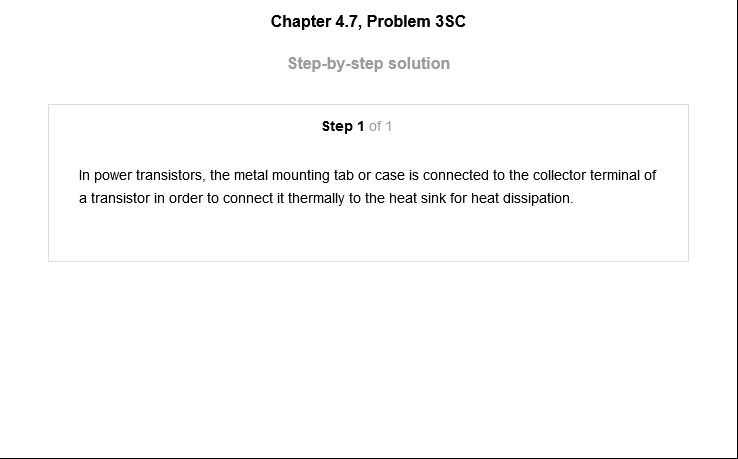 Chapter 4.7, Problem 3SC
Step-by-step solution
Step 1 of 1
In power transistors, the metal mounting tab or case is connected to the collector terminal of
a transistor in order to connect it thermally to the heat sink for heat dissipation.